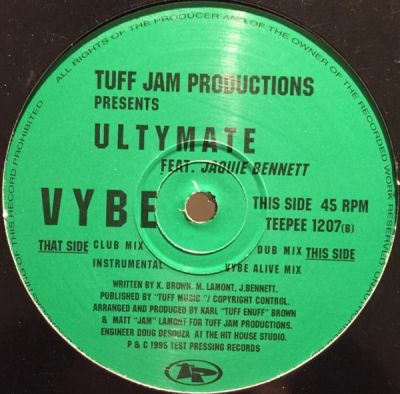 ALL RIGHTS OF THE PRODUCER AND OF THE OWNER OF THE RECORDED WORK RESERVED
OF THIS RECORD PROHIBITED
TUFF JAM PRODUCTIONS
PRESENTS
ULTYMATE
FEAT. JAQUIE BENNETT
VYBE
THIS SIDE 45 RPM
TEEPEE 1207(B)
THAT SIDE CLUB MIX DUB MIX THIS SIDE
INSTRUMENTAL VYBE ALIVE MIX
WRITTEN BY K. BROWN, M. LAMONT, J.BENNETT.
PUBLISHED BY "TUFF MUSIC "/ COPYRIGHT CONTROL.
ARRANGED AND PRODUCED BY KARL "TUFF ENUFF" BROWN
& MATT "JAM" LAMONT FOR TUFF JAM PRODUCTIONS.
ENGINEER DOUG DESOUZA AT THE HIT HOUSE STUDIO.
P & C 1995 TEST PRESSING RECORDS